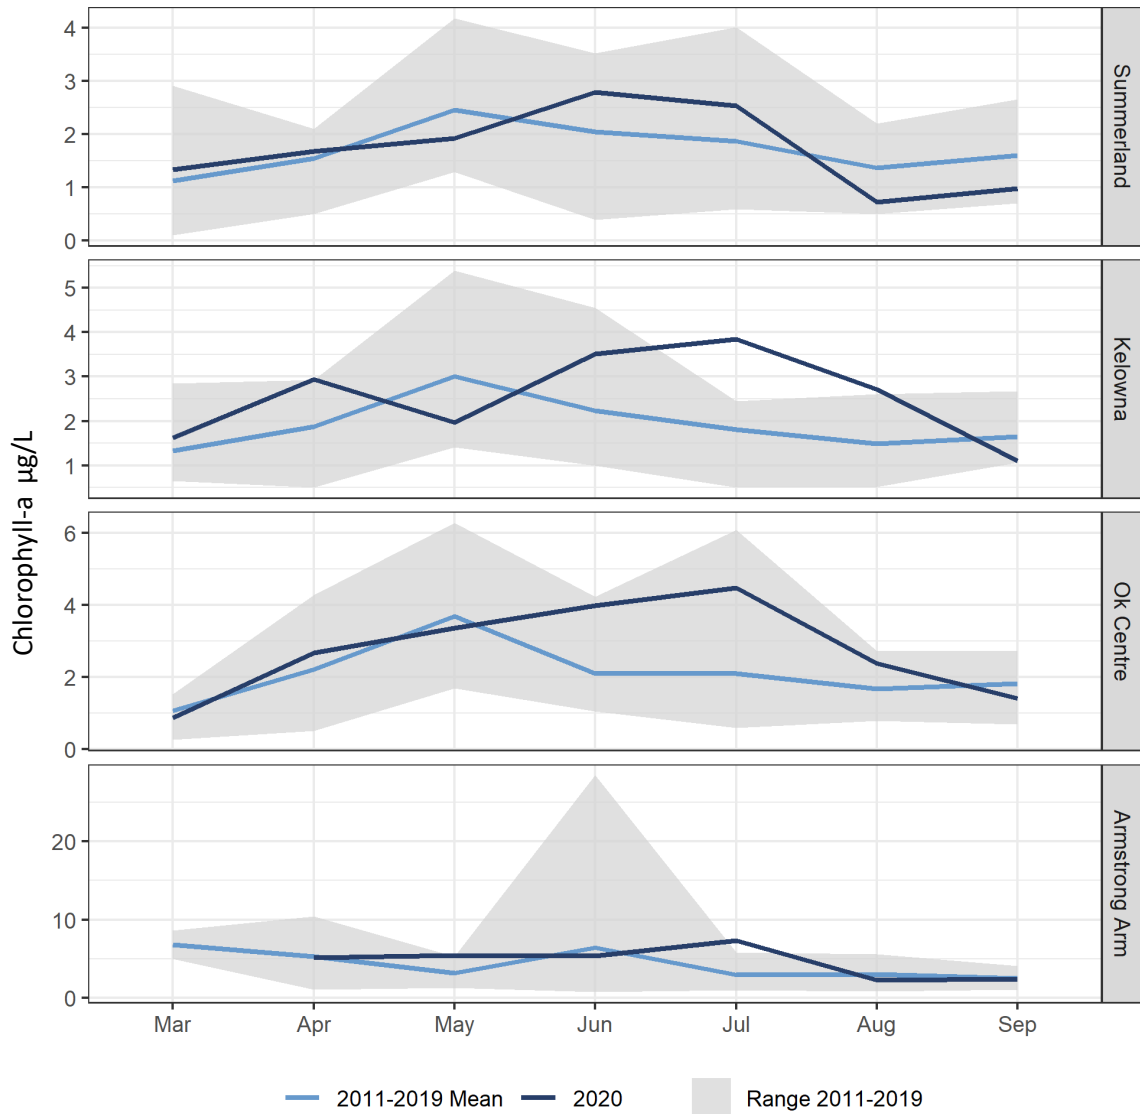 Chlorophyll-a µg/L
4
3
2
1
0
Summerland
5
4
3
2
1
Kelowna
6
4
2
0
Ok Centre
20
10
0
Armstrong Arm
Mar Apr May Jun Jul Aug Sep
2011-2019 Mean 2020 Range 2011-2019